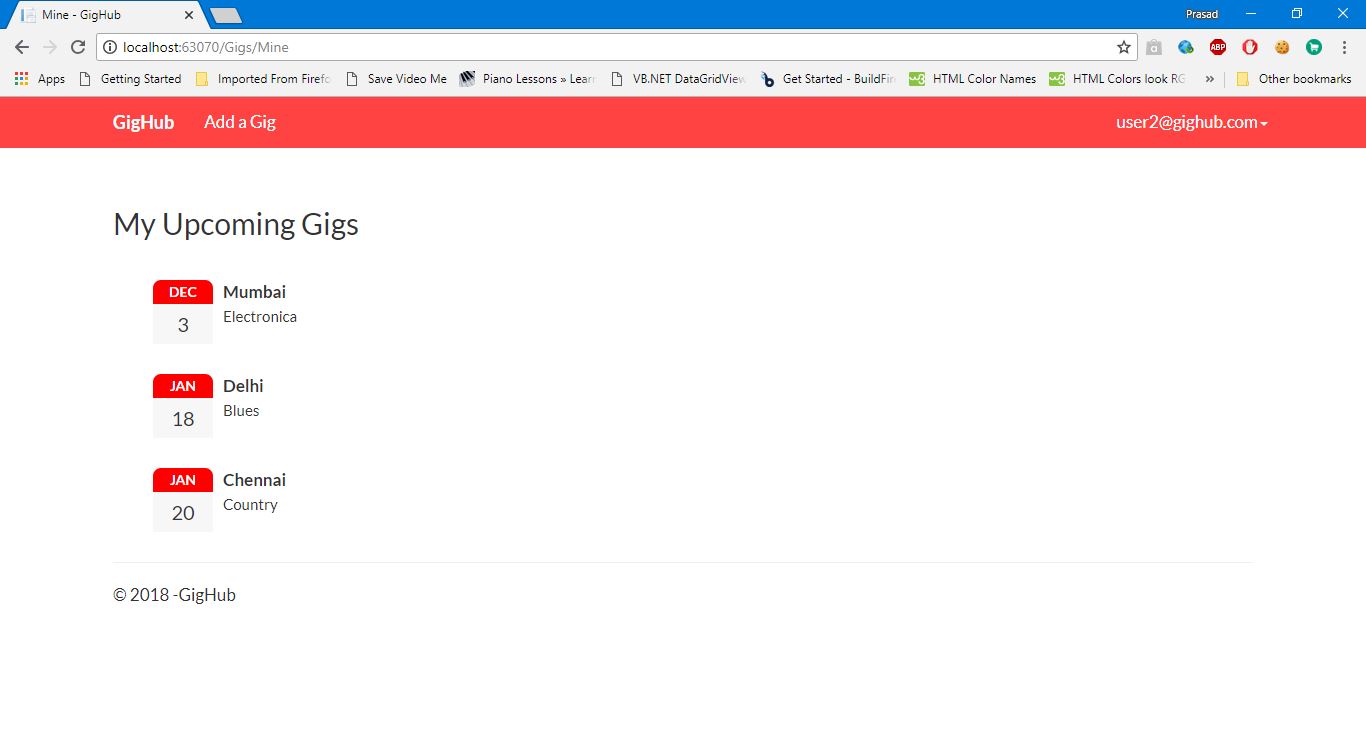 Mine - GigHub
Prasad
localhost:63070/Gigs/Mine
ABP
Apps Getting Started Imported From Firefo Save Video Me Piano Lessons » Learn VB.NET DataGridView Get Started - BuildFir HTML Color Names HTML Colors look RG » Other bookmarks
GigHub Add a Gig user2@gighub.com
My Upcoming Gigs
DEC Mumbai
3 Electronica
JAN Delhi
18 Blues
JAN Chennai
20 Country
© 2018 -GigHub